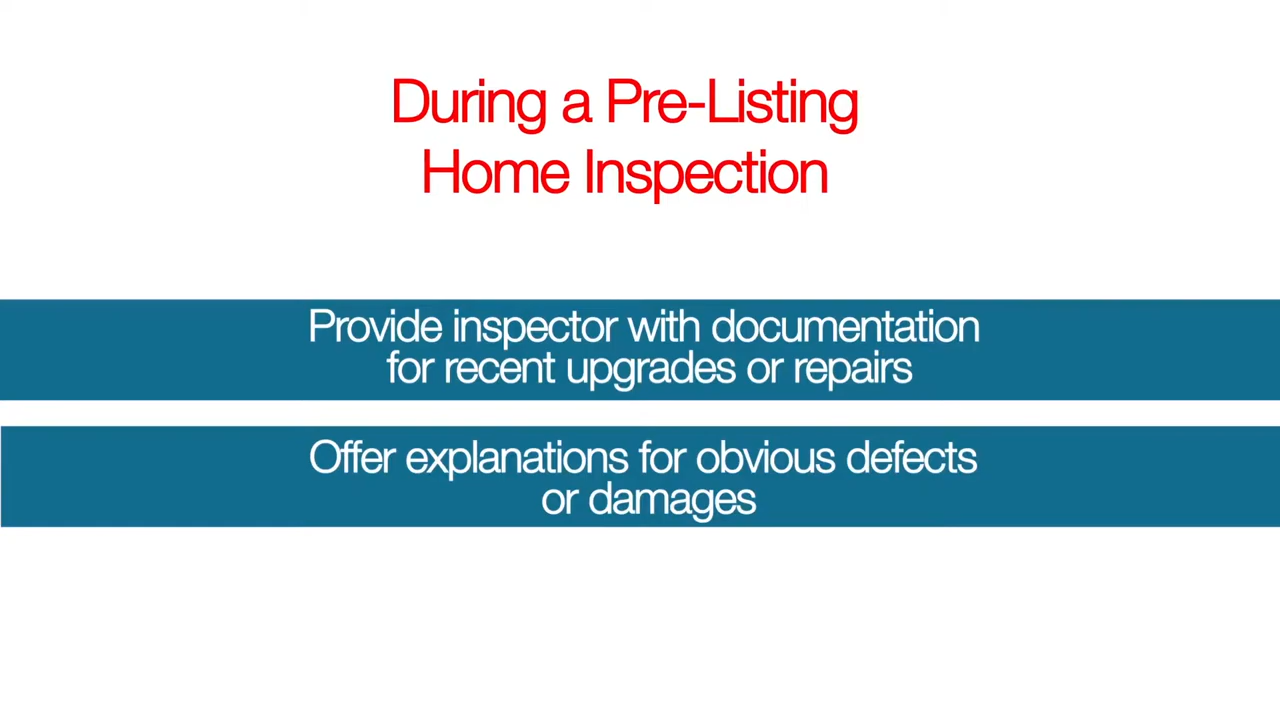 During a Pre-Listing
Home Inspection
Provide inspector with documentation
for recent upgrades or repairs
Offer explanations for obvious defects
or damages